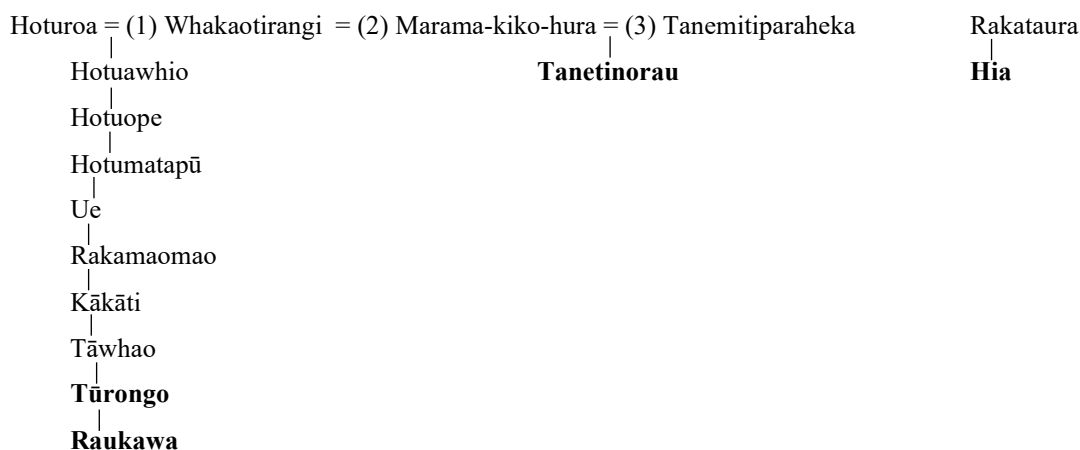 Hoturoa = (1) Whakaotirangi = (2) Marama-kiko-hura = (3) Tanemitiparaheka Rakataura
Hotuawhio Tanetinorau Hia
Hotuope
Hotumatapū
Ue
Rakamaomao
Kākāti
Tāwhao
Tūrongo
Raukawa